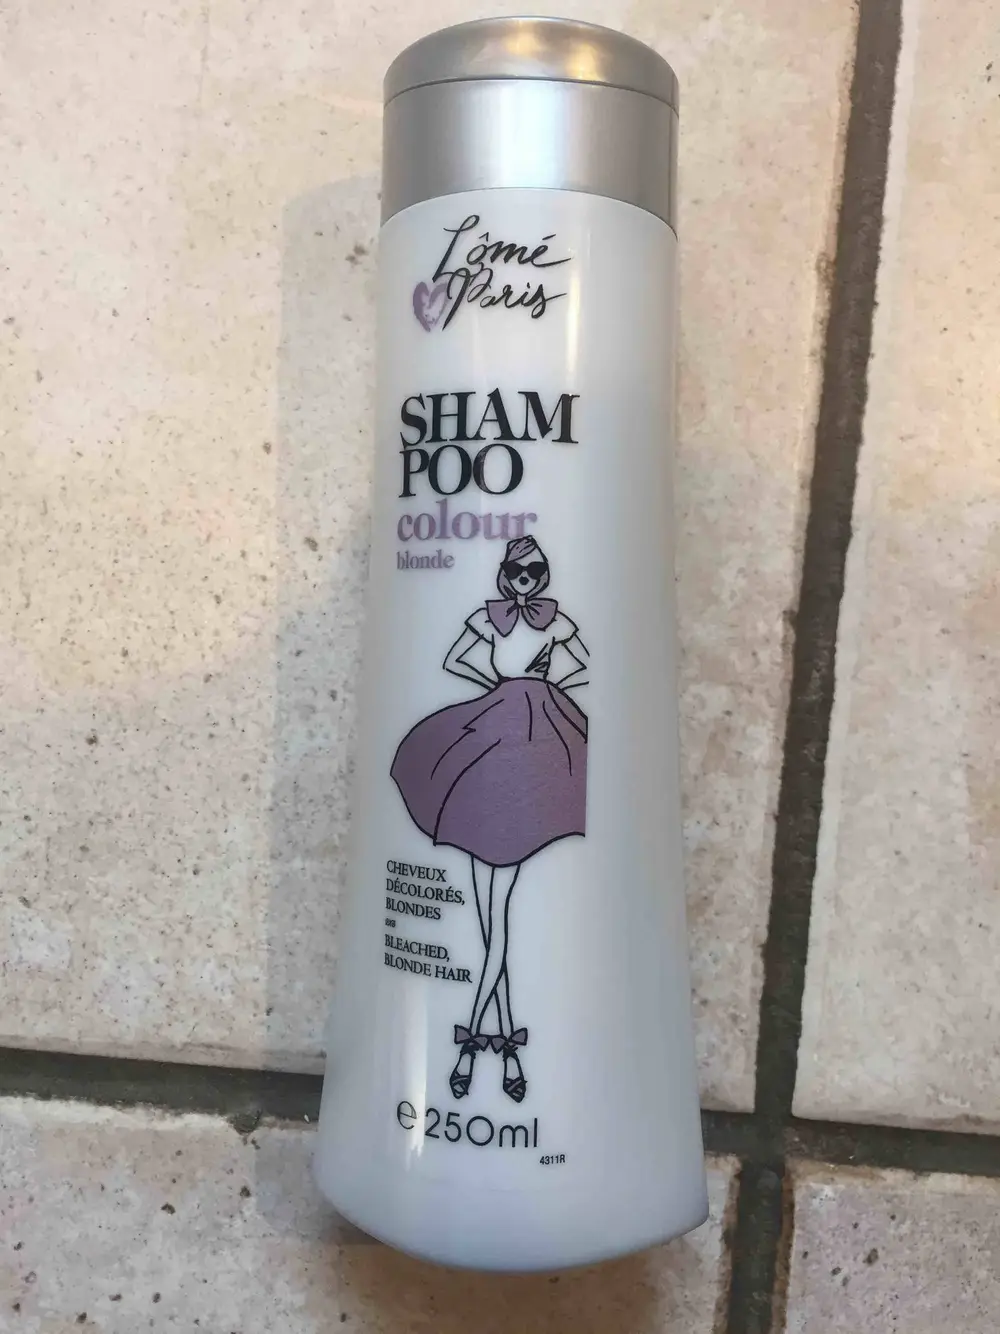 Lômé
Paris
SHAM
POO
colour
blonde
CHEVEUX
DÉCOLORÉS,
BLONDES
BLEACHED,
BLONDE HAIR
℮ 250ml
4311R